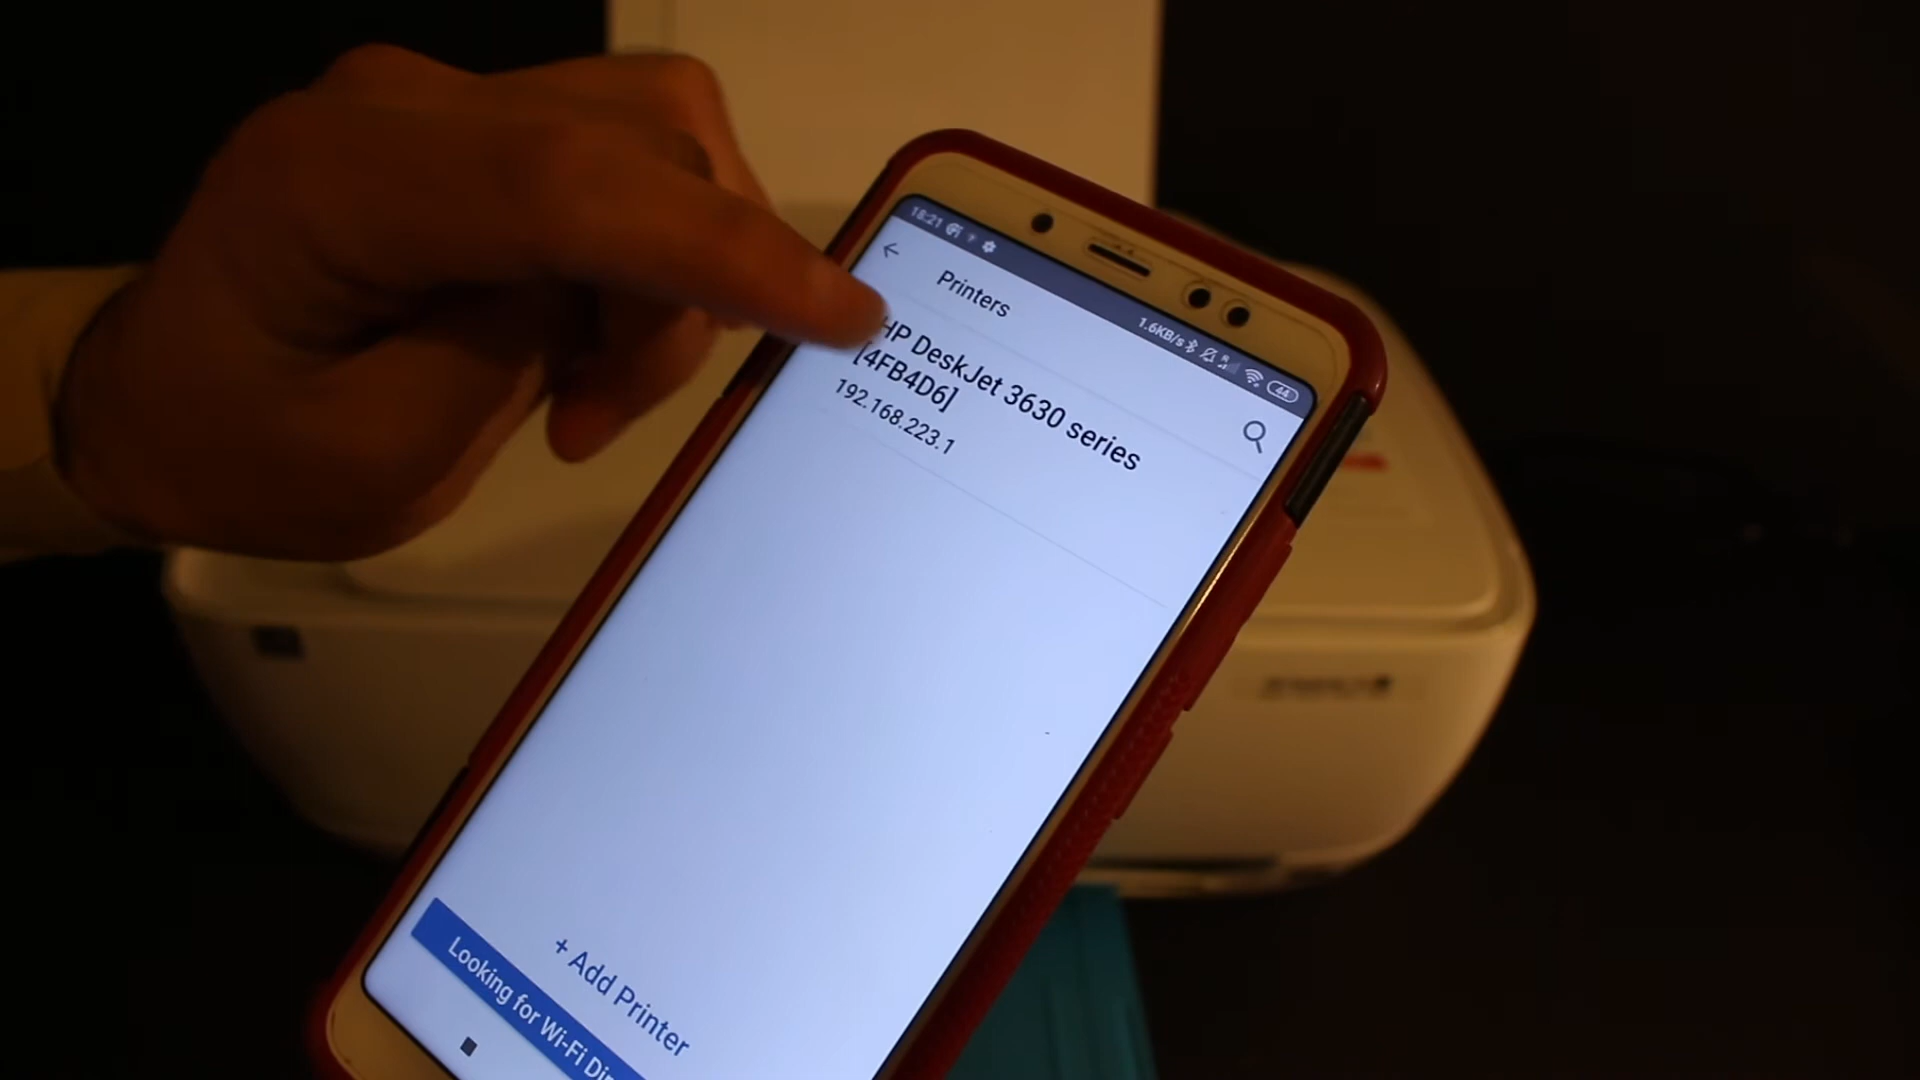 18:21
1.6KB/s
44
Printers
HP DeskJet 3630 series
[4FB4D6]
192.168.223.1
+ Add Printer
Looking for Wi-Fi